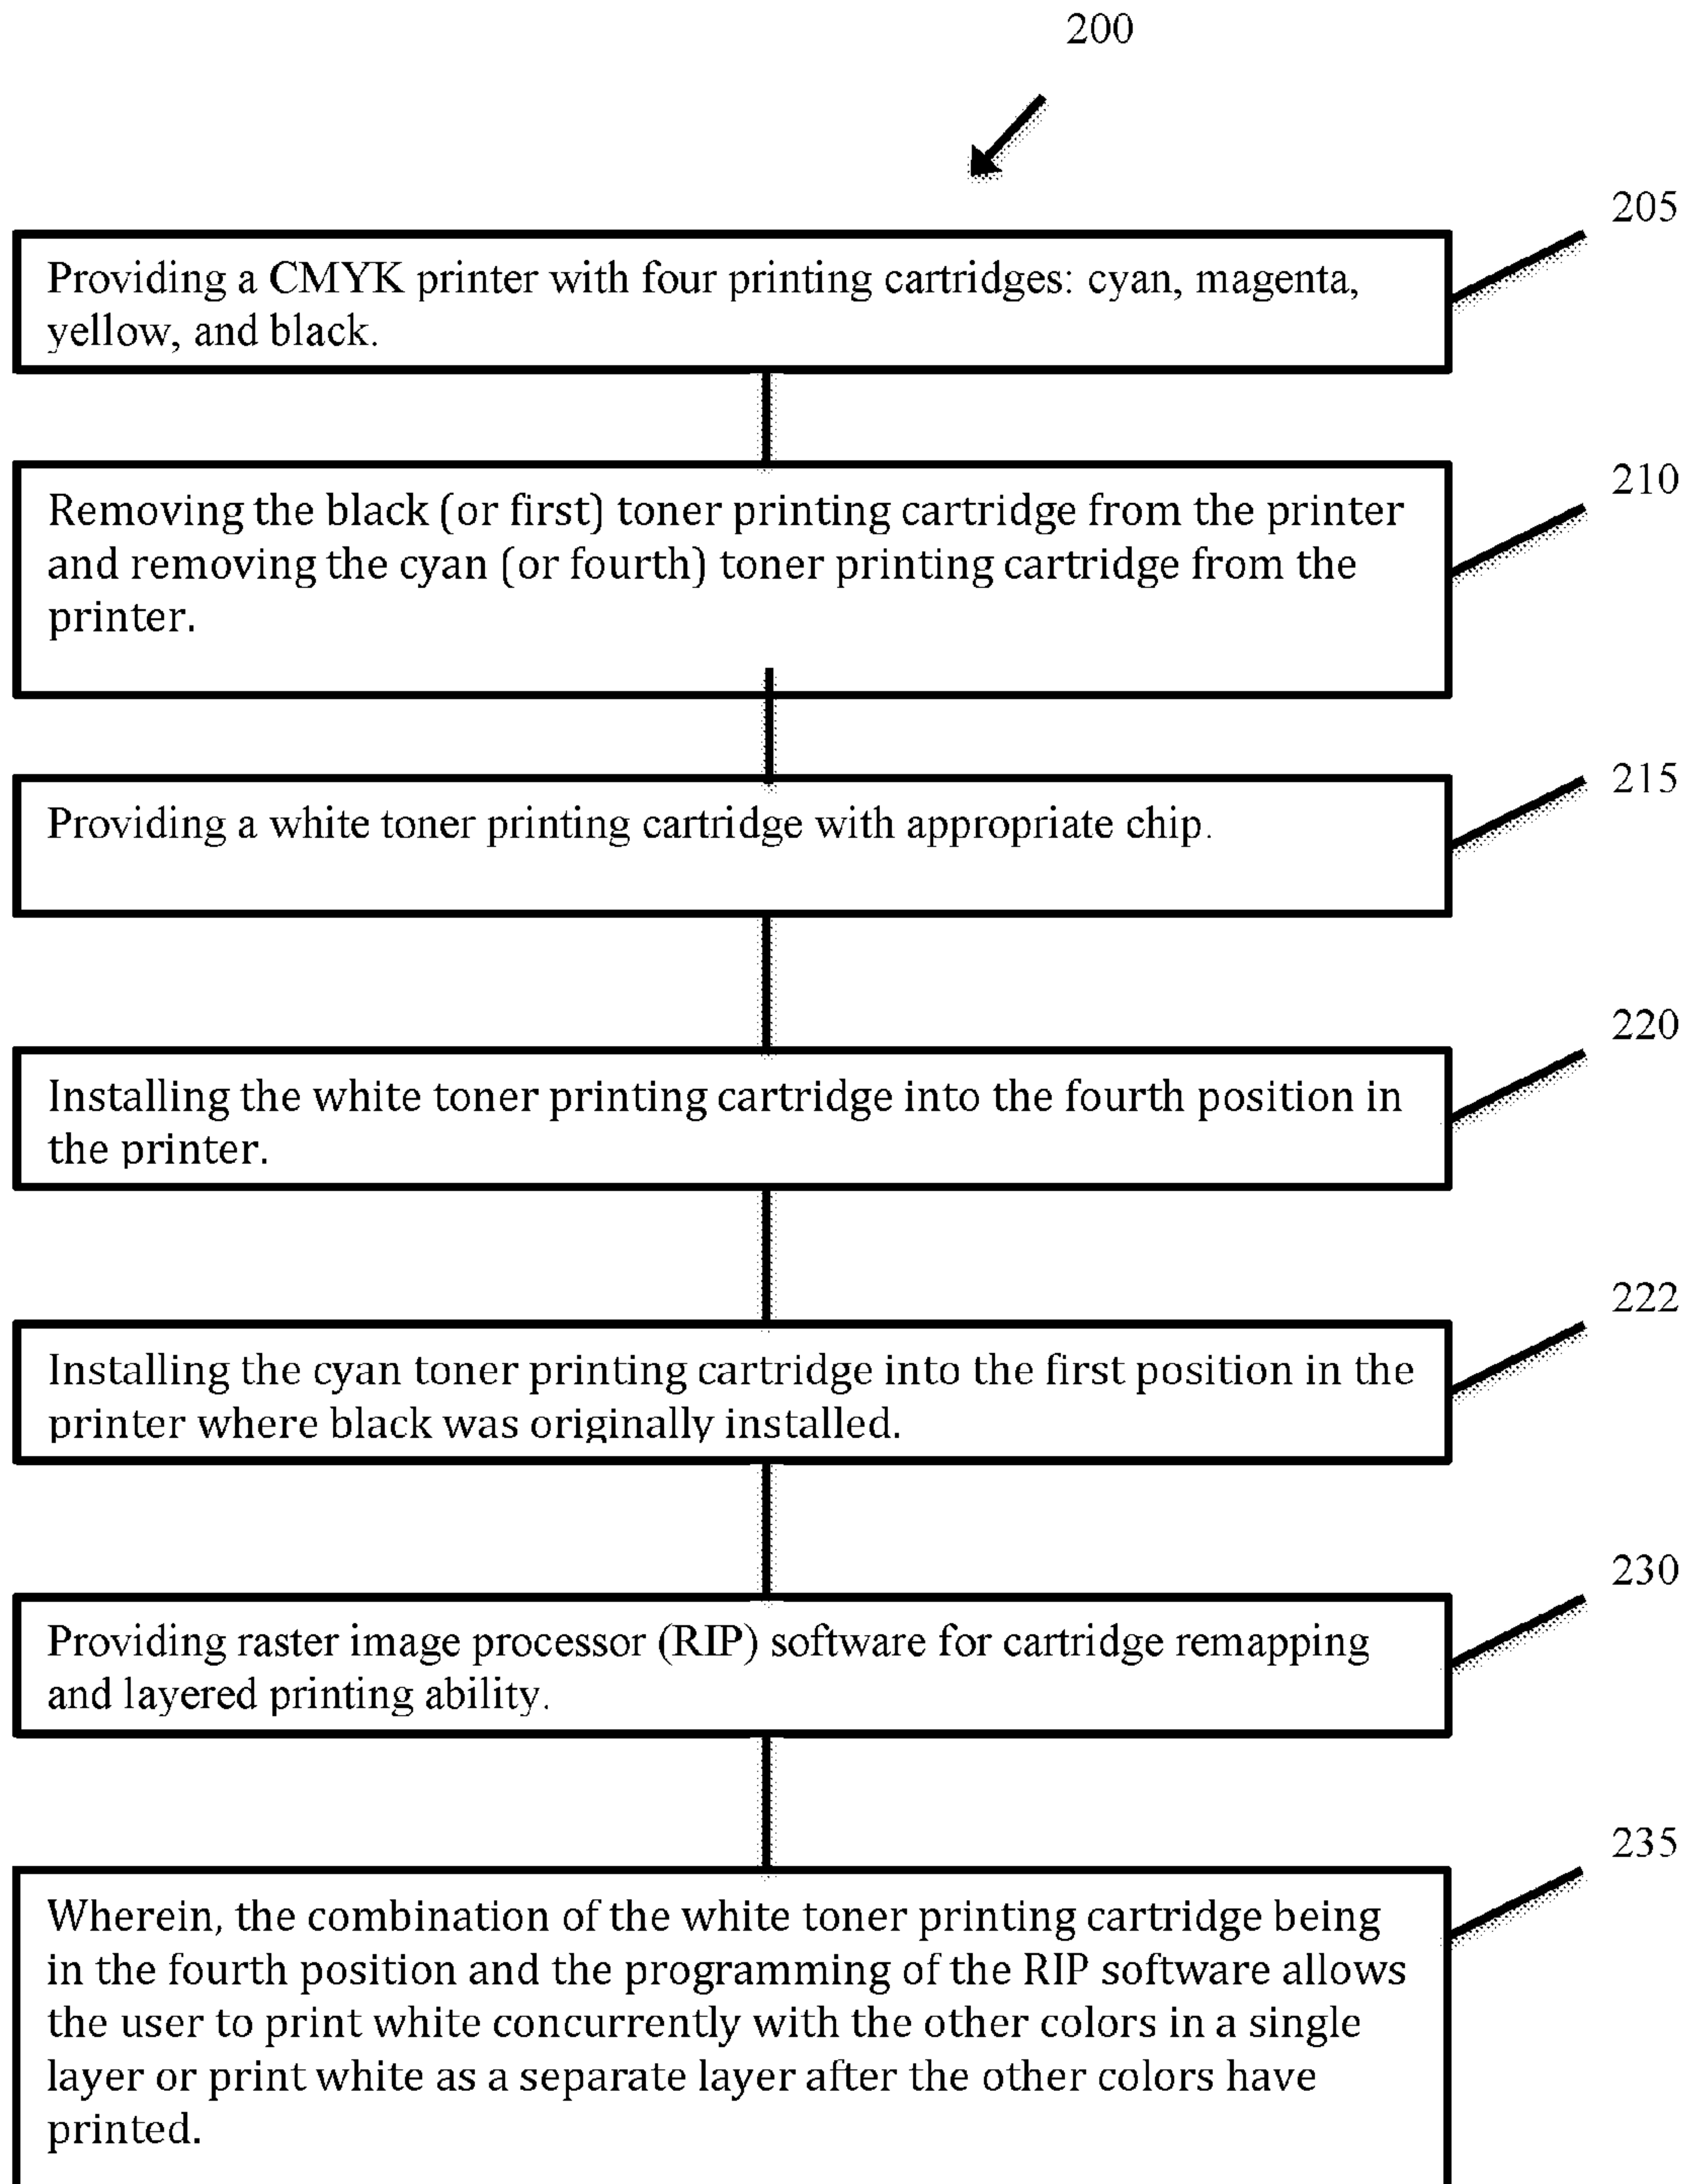 200
205
Providing a CMYK printer with four printing cartridges: cyan, magenta,
yellow, and black.
210
Removing the black (or first) toner printing cartridge from the printer
and removing the cyan (or fourth) toner printing cartridge from the
printer.
215
Providing a white toner printing cartridge with appropriate chip.
220
Installing the white toner printing cartridge into the fourth position in
the printer.
222
Installing the cyan toner printing cartridge into the first position in the
printer where black was originally installed.
230
Providing raster image processor (RIP) software for cartridge remapping
and layered printing ability.
235
Wherein, the combination of the white toner printing cartridge being
in the fourth position and the programming of the RIP software allows
the user to print white concurrently with the other colors in a single
layer or print white as a separate layer after the other colors have
printed.